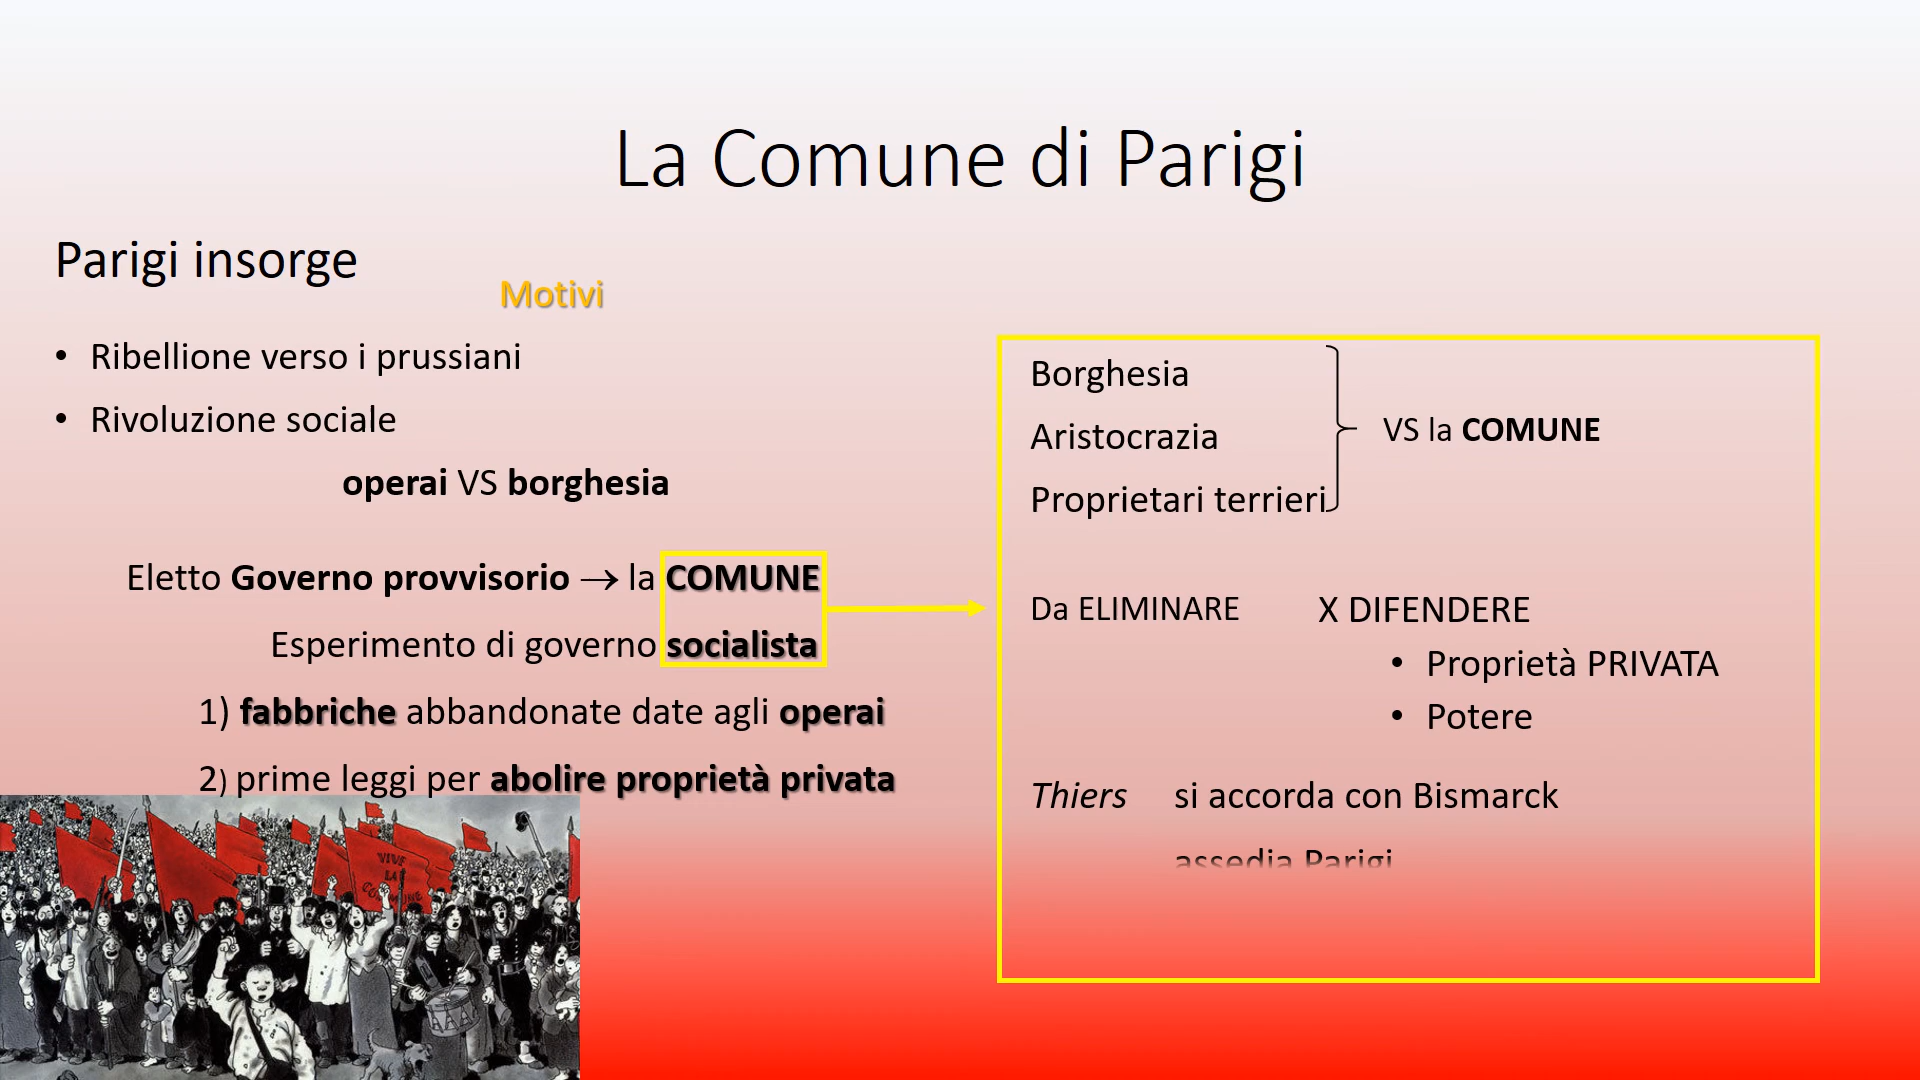 La Comune di Parigi
Parigi insorge
Motivi
• Ribellione verso i prussiani
• Rivoluzione sociale
operai VS borghesia
Eletto Governo provvisorio → la COMUNE
Esperimento di governo socialista
1) fabbriche abbandonate date agli operai
2) prime leggi per abolire proprietà privata
VIVE
LA
COMMUNE
Borghesia
Aristocrazia
Proprietari terrieri
VS la COMUNE
Da ELIMINARE X DIFENDERE
• Proprietà PRIVATA
• Potere
Thiers si accorda con Bismarck
assedia Parigi